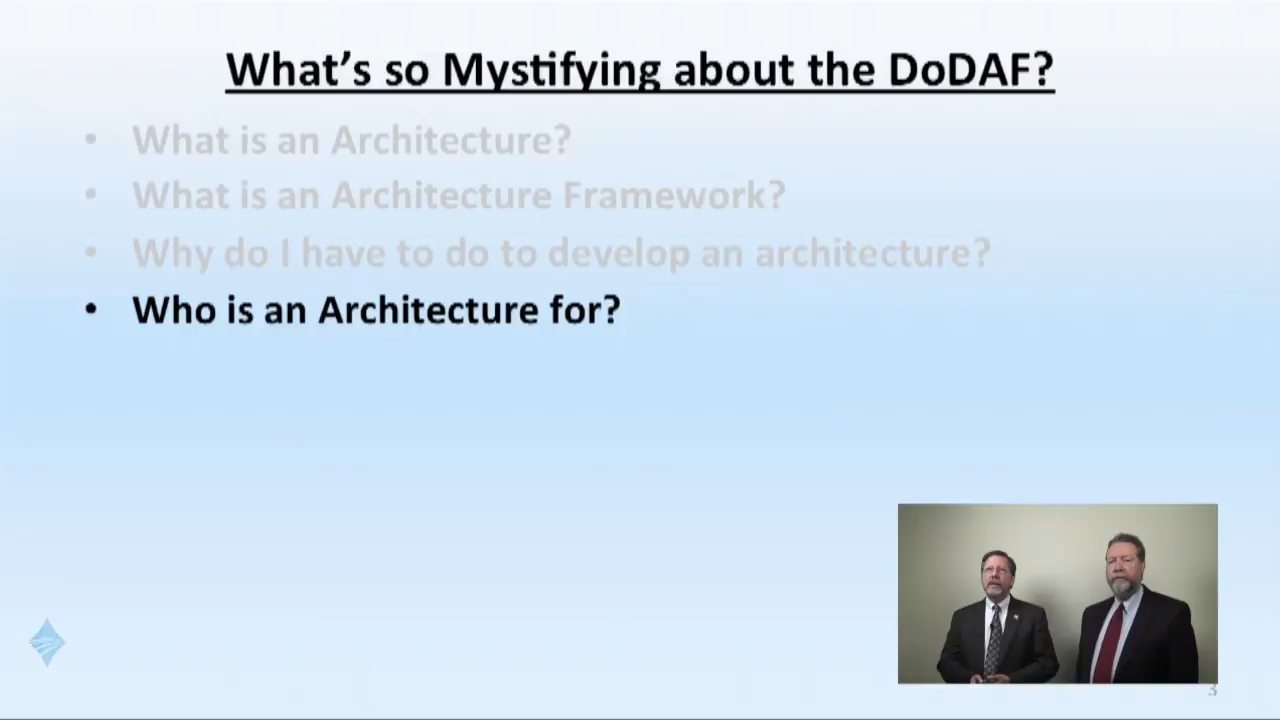 What's so Mystifying about the DoDAF?
• What is an Architecture?
• What is an Architecture Framework?
• Why do I have to do to develop an architecture?
• Who is an Architecture for?
3